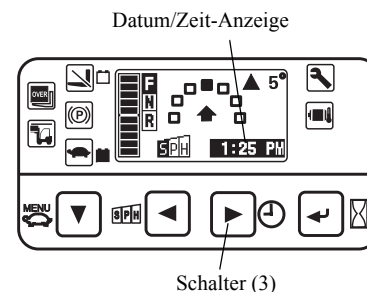 Datum/Zeit-Anzeige
OVER
F
N
R
5°
(P)
SPH
1:25 PM
MENU
SPH
Schalter (3)